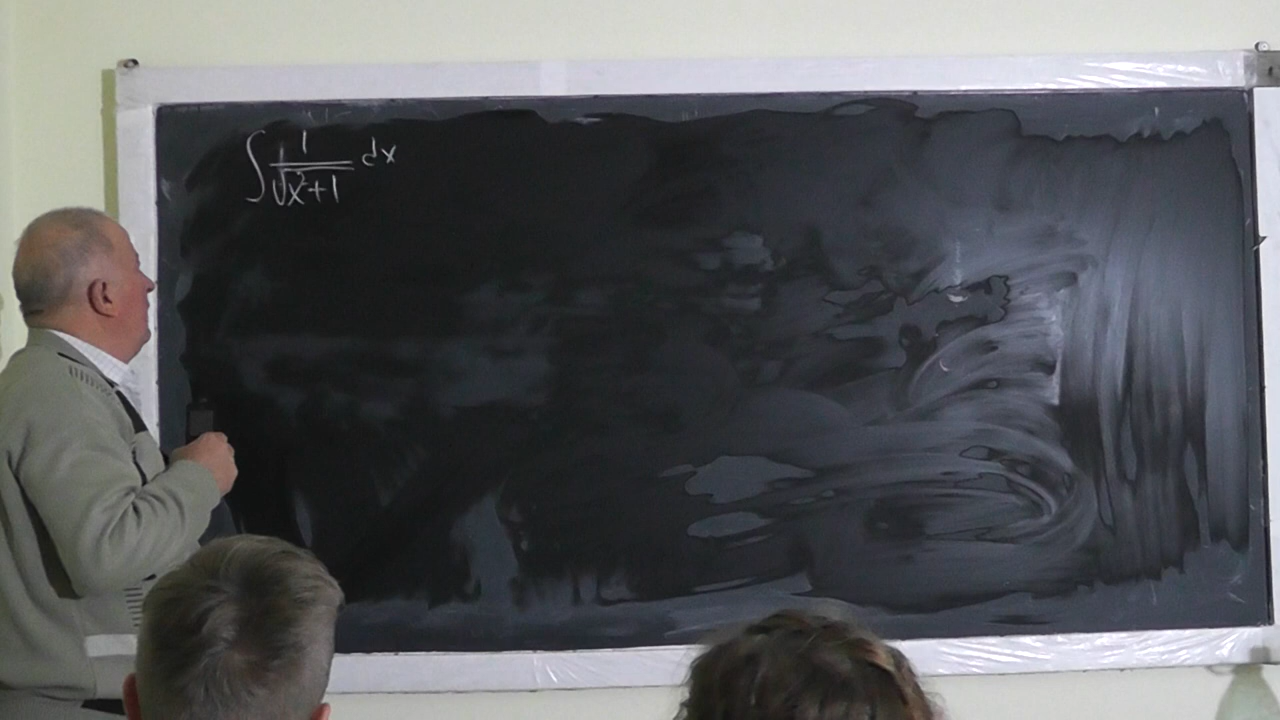 ∫ 1/√(x²+1) dx